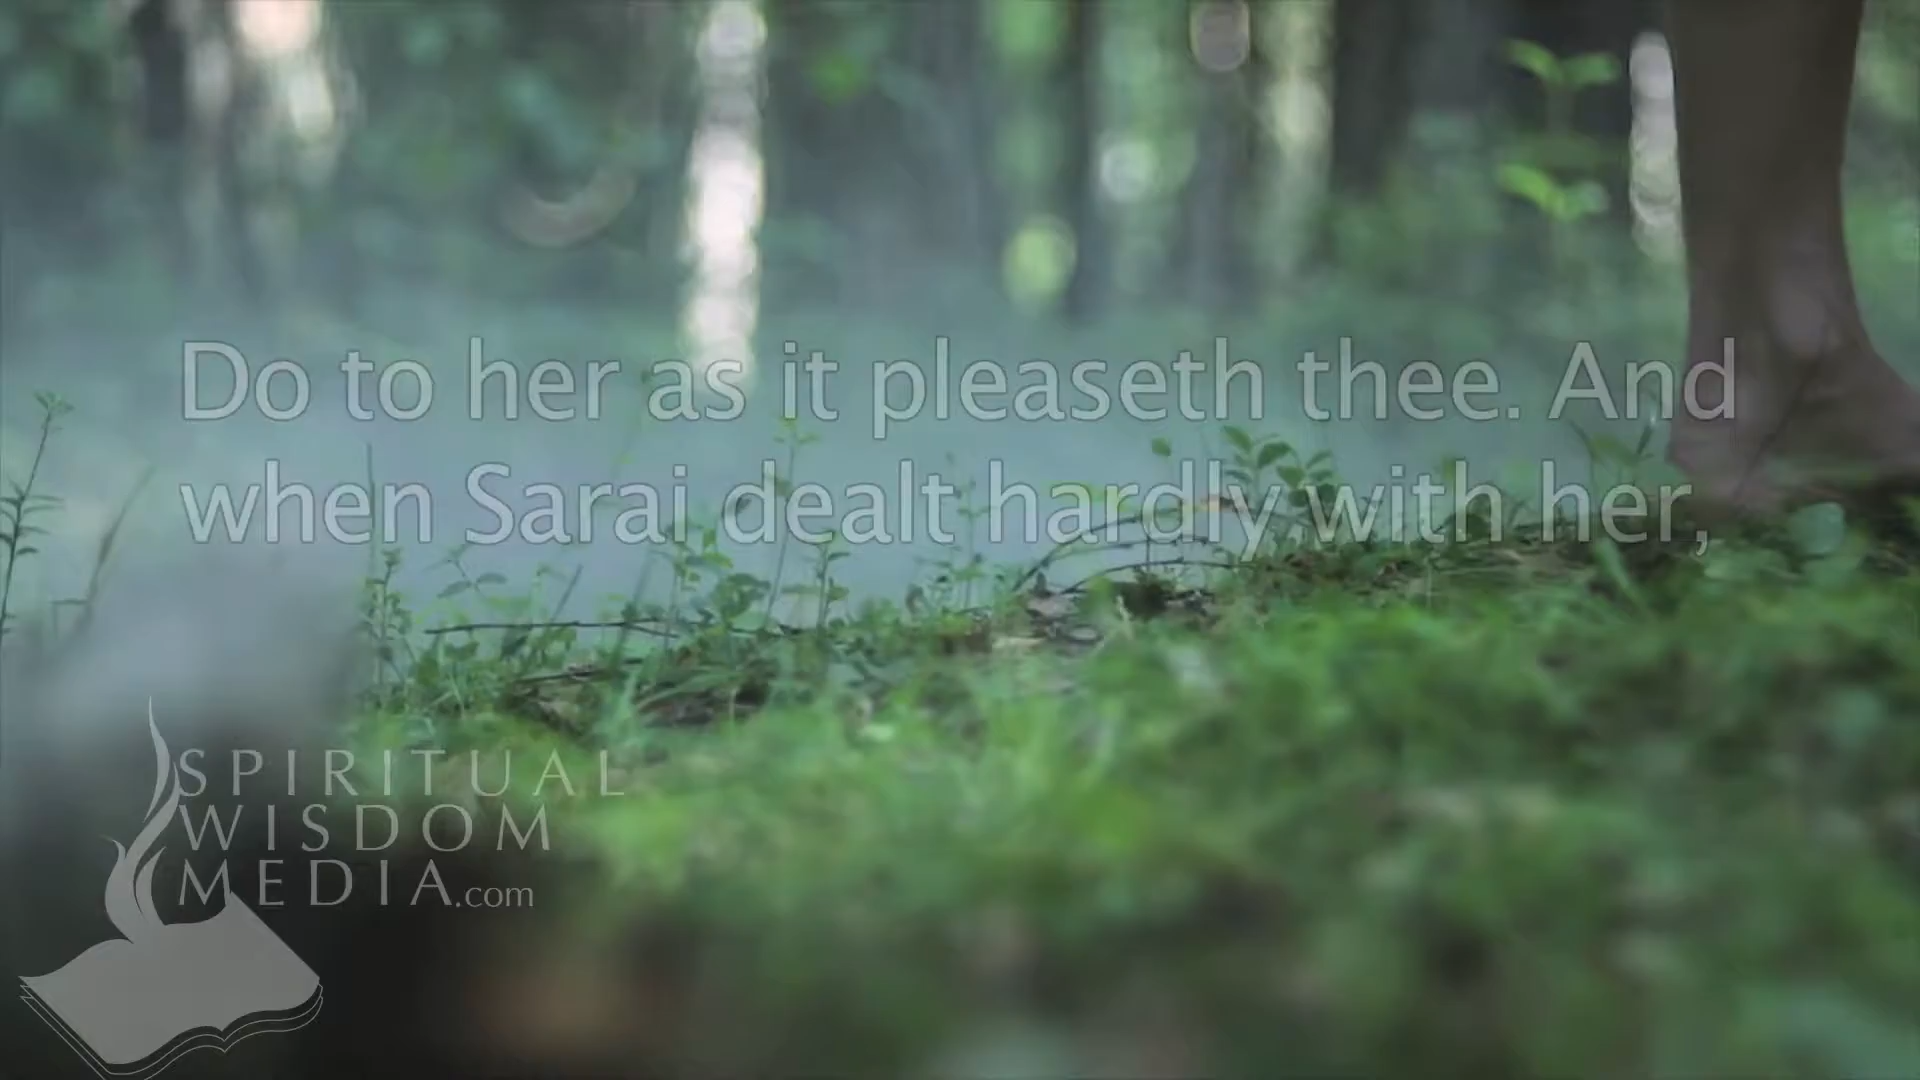 Do to her as it pleaseth thee. And
when Sarai dealt hardly with her,
SPIRITUAL
WISDOM
MEDIA.com